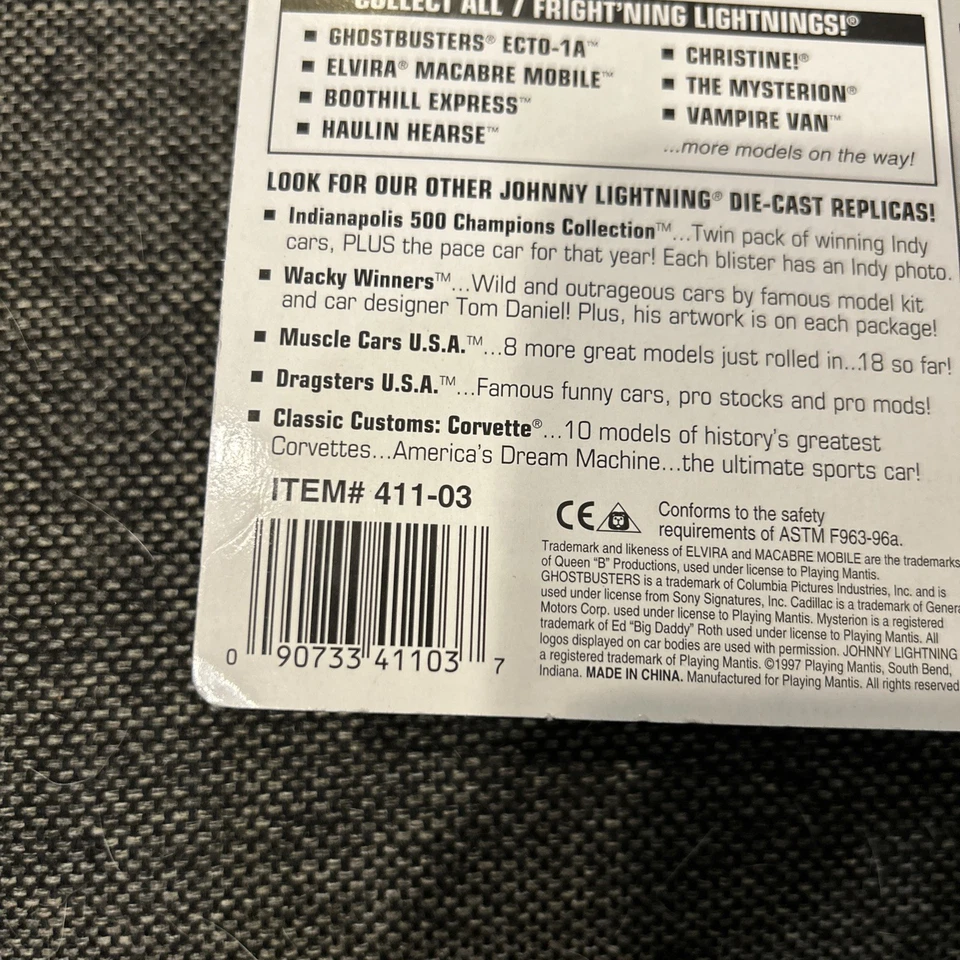 COLLECT ALL 7 FRIGHT'NING LIGHTNINGS!®
▪ GHOSTBUSTERS® ECTO-1A™
▪ ELVIRA® MACABRE MOBILE™
▪ BOOTHILL EXPRESS™
▪ HAULIN HEARSE™
▪ CHRISTINE!®
▪ THE MYSTERION®
▪ VAMPIRE VAN™
...more models on the way!
LOOK FOR OUR OTHER JOHNNY LIGHTNING® DIE-CAST REPLICAS!
▪ Indianapolis 500 Champions Collection™...Twin pack of winning Indy
cars, PLUS the pace car for that year! Each blister has an Indy photo.
▪ Wacky Winners™...Wild and outrageous cars by famous model kit
and car designer Tom Daniel! Plus, his artwork is on each package!
▪ Muscle Cars U.S.A.™...8 more great models just rolled in...18 so far!
▪ Dragsters U.S.A.™...Famous funny cars, pro stocks and pro mods!
▪ Classic Customs: Corvette®...10 models of history's greatest
Corvettes...America's Dream Machine...the ultimate sports car!
ITEM# 411-03
0 90733 41103 7
CE
Conforms to the safety
requirements of ASTM F963-96a.
Trademark and likeness of ELVIRA and MACABRE MOBILE are the trademarks
of Queen "B" Productions, used under license to Playing Mantis.
GHOSTBUSTERS is a trademark of Columbia Pictures Industries, Inc. and is
used under license from Sony Signatures, Inc. Cadillac is a trademark of Genera
Motors Corp. used under license to Playing Mantis. Mysterion is a registered
trademark of Ed "Big Daddy" Roth used under license to Playing Mantis. All
logos displayed on car bodies are used with permission. JOHNNY LIGHTNING
a registered trademark of Playing Mantis. ©1997 Playing Mantis, South Bend,
Indiana. MADE IN CHINA. Manufactured for Playing Mantis. All rights reserved